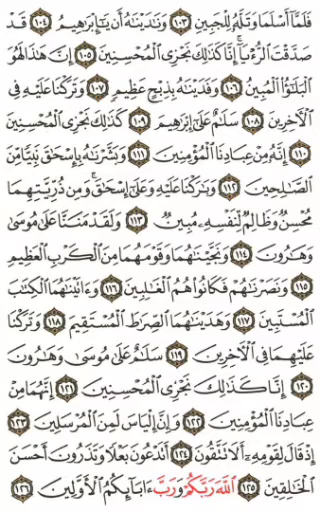 فَلَمَّآ أَسْلَمَا وَتَلَّهُۥ لِلْجَبِينِ ١٠٣ وَنَٰدَيْنَٰهُ أَن يَٰٓإِبْرَٰهِيمُ ١٠٤ قَدْ
صَدَّقْتَ ٱلرُّءْيَآ ۚ إِنَّا كَذَٰلِكَ نَجْزِى ٱلْمُحْسِنِينَ ١٠٥ إِنَّ هَٰذَا لَهُوَ
ٱلْبَلَٰٓؤُا۟ ٱلْمُبِينُ ١٠٦ وَفَدَيْنَٰهُ بِذِبْحٍ عَظِيمٍ ١٠٧ وَتَرَكْنَا عَلَيْهِ فِى
ٱلْءَاخِرِينَ ١٠٨ سَلَٰمٌ عَلَىٰٓ إِبْرَٰهِيمَ ١٠٩ كَذَٰلِكَ نَجْزِى ٱلْمُحْسِنِينَ
١١٠ إِنَّهُۥ مِنْ عِبَادِنَا ٱلْمُؤْمِنِينَ ١١١ وَبَشَّرْنَٰهُ بِإِسْحَٰقَ نَبِيًّا مِّنَ
ٱلصَّٰلِحِينَ ١١٢ وَبَٰرَكْنَا عَلَيْهِ وَعَلَىٰٓ إِسْحَٰقَ ۚ وَمِن ذُرِّيَّتِهِمَا
مُحْسِنٌ وَظَالِمٌ لِّنَفْسِهِۦ مُبِينٌ ١١٣ وَلَقَدْ مَنَنَّا عَلَىٰ مُوسَىٰ
وَهَٰرُونَ ١١٤ وَنَجَّيْنَٰهُمَا وَقَوْمَهُمَا مِنَ ٱلْكَرْبِ ٱلْعَظِيمِ
١١٥ وَنَصَرْنَٰهُمْ فَكَانُوا۟ هُمُ ٱلْغَٰلِبِينَ ١١٦ وَءَاتَيْنَٰهُمَا ٱلْكِتَٰبَ
ٱلْمُسْتَبِينَ ١١٧ وَهَدَيْنَٰهُمَا ٱلصِّرَٰطَ ٱلْمُسْتَقِيمَ ١١٨ وَتَرَكْنَا
عَلَيْهِمَا فِى ٱلْءَاخِرِينَ ١١٩ سَلَٰمٌ عَلَىٰ مُوسَىٰ وَهَٰرُونَ
١٢٠ إِنَّا كَذَٰلِكَ نَجْزِى ٱلْمُحْسِنِينَ ١٢١ إِنَّهُمَا مِنْ
عِبَادِنَا ٱلْمُؤْمِنِينَ ١٢٢ وَإِنَّ إِلْيَاسَ لَمِنَ ٱلْمُرْسَلِينَ ١٢٣
إِذْ قَالَ لِقَوْمِهِۦٓ أَلَا تَتَّقُونَ ١٢٤ أَتَدْعُونَ بَعْلًا وَتَذَرُونَ أَحْسَنَ
ٱلْخَٰلِقِينَ ١٢٥ ٱللَّهَ رَبَّكُمْ وَرَبَّ ءَابَآئِكُمُ ٱلْأَوَّلِينَ ١٢٦